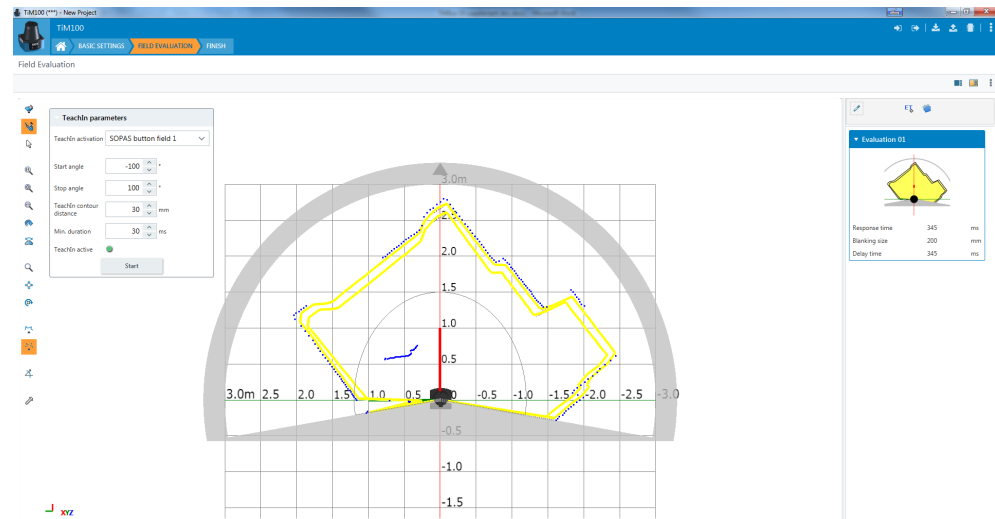 TiM100 (***) - New Project
TiM100
BASIC SETTINGS
FIELD EVALUATION
FINISH
Field Evaluation
TeachIn parameters
TeachIn activation SOPAS button field 1
Start angle -100 °
Stop angle 100 °
TeachIn contour distance 30 mm
Min. duration 30 ms
TeachIn active
Start
3.0m
2.0
1.5
1.0
0.5
3.0m 2.5 2.0 1.5 1.0 0.5 -0.5 -1.0 -1.5 -2.0 -2.5 -3.0
-0.5
-1.0
-1.5
XYZ
Evaluation 01
Response time 345 ms
Blanking size 200 mm
Delay time 345 ms